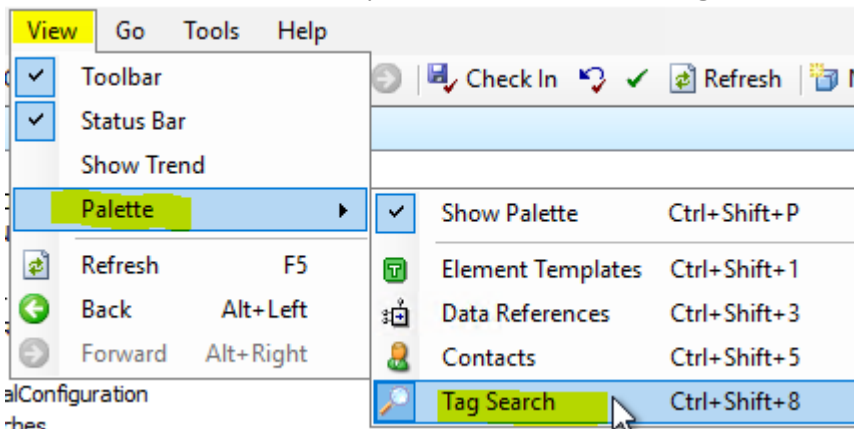 View Go Tools Help
Toolbar
Check In
Refresh
Status Bar
Show Trend
Palette
Show Palette Ctrl+Shift+P
Refresh F5
Element Templates Ctrl+Shift+1
Back Alt+Left
Data References Ctrl+Shift+3
Forward Alt+Right
Contacts Ctrl+Shift+5
alConfiguration
Tag Search Ctrl+Shift+8